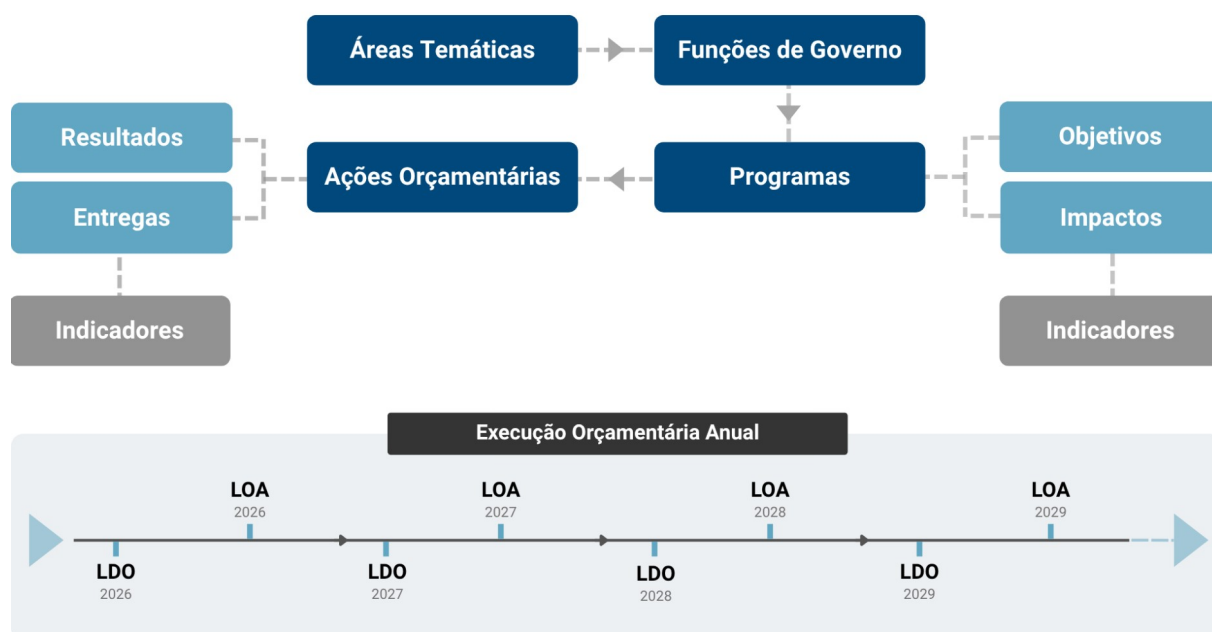 Áreas Temáticas
Funções de Governo
Resultados
Entregas
Indicadores
Ações Orçamentárias
Programas
Objetivos
Impactos
Indicadores
Execução Orçamentária Anual
LOA
2026
LOA
2027
LOA
2028
LOA
2029
LDO
2026
LDO
2027
LDO
2028
LDO
2029